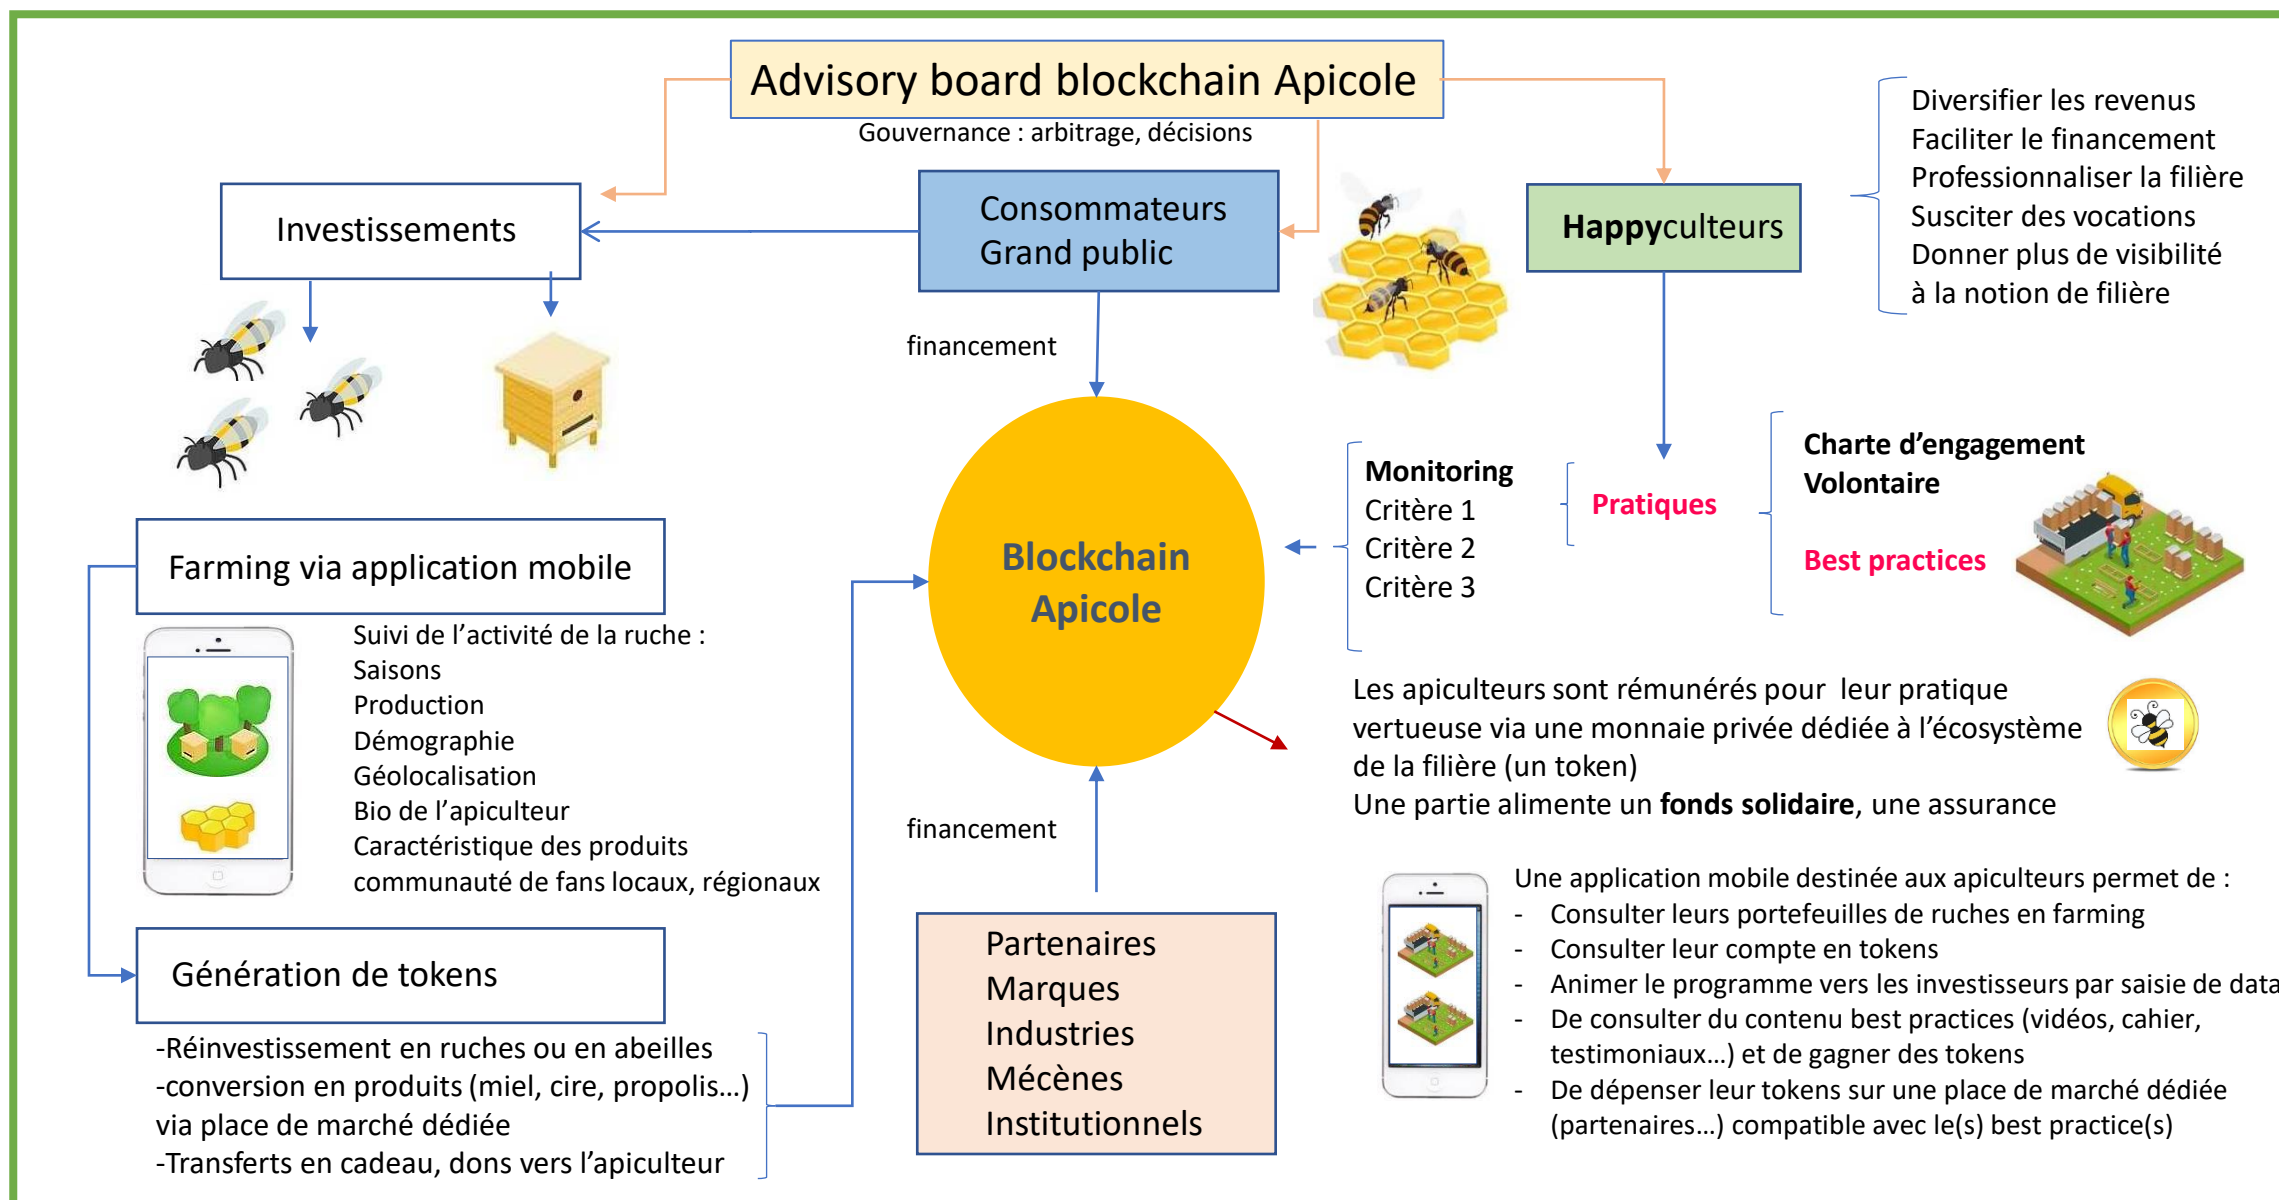 Advisory board blockchain Apicole
Gouvernance : arbitrage, décisions
Investissements
Consommateurs
Grand public
Happyculteurs
Diversifier les revenus
Faciliter le financement
Professionnaliser la filière
Susciter des vocations
Donner plus de visibilité
à la notion de filière
financement
Blockchain
Apicole
Monitoring
Critère 1
Critère 2
Critère 3
Pratiques
Charte d’engagement
Volontaire
Best practices
Farming via application mobile
Suivi de l’activité de la ruche :
Saisons
Production
Démographie
Géolocalisation
Bio de l’apiculteur
Caractéristique des produits
communauté de fans locaux, régionaux
Génération de tokens
-Réinvestissement en ruches ou en abeilles
-conversion en produits (miel, cire, propolis…)
via place de marché dédiée
-Transferts en cadeau, dons vers l’apiculteur
financement
Partenaires
Marques
Industries
Mécènes
Institutionnels
Les apiculteurs sont rémunérés pour leur pratique
vertueuse via une monnaie privée dédiée à l’écosystème
de la filière (un token)
Une partie alimente un fonds solidaire, une assurance
Une application mobile destinée aux apiculteurs permet de :
- Consulter leurs portefeuilles de ruches en farming
- Consulter leur compte en tokens
- Animer le programme vers les investisseurs par saisie de data
- De consulter du contenu best practices (vidéos, cahier,
testimoniaux…) et de gagner des tokens
- De dépenser leur tokens sur une place de marché dédiée
(partenaires…) compatible avec le(s) best practice(s)